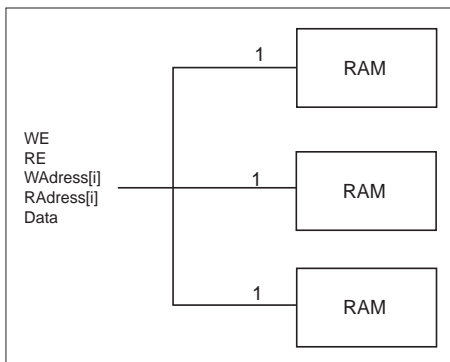 1
RAM
WE
RE
WAdress[i]
RAdress[i]
Data
1
RAM
1
RAM